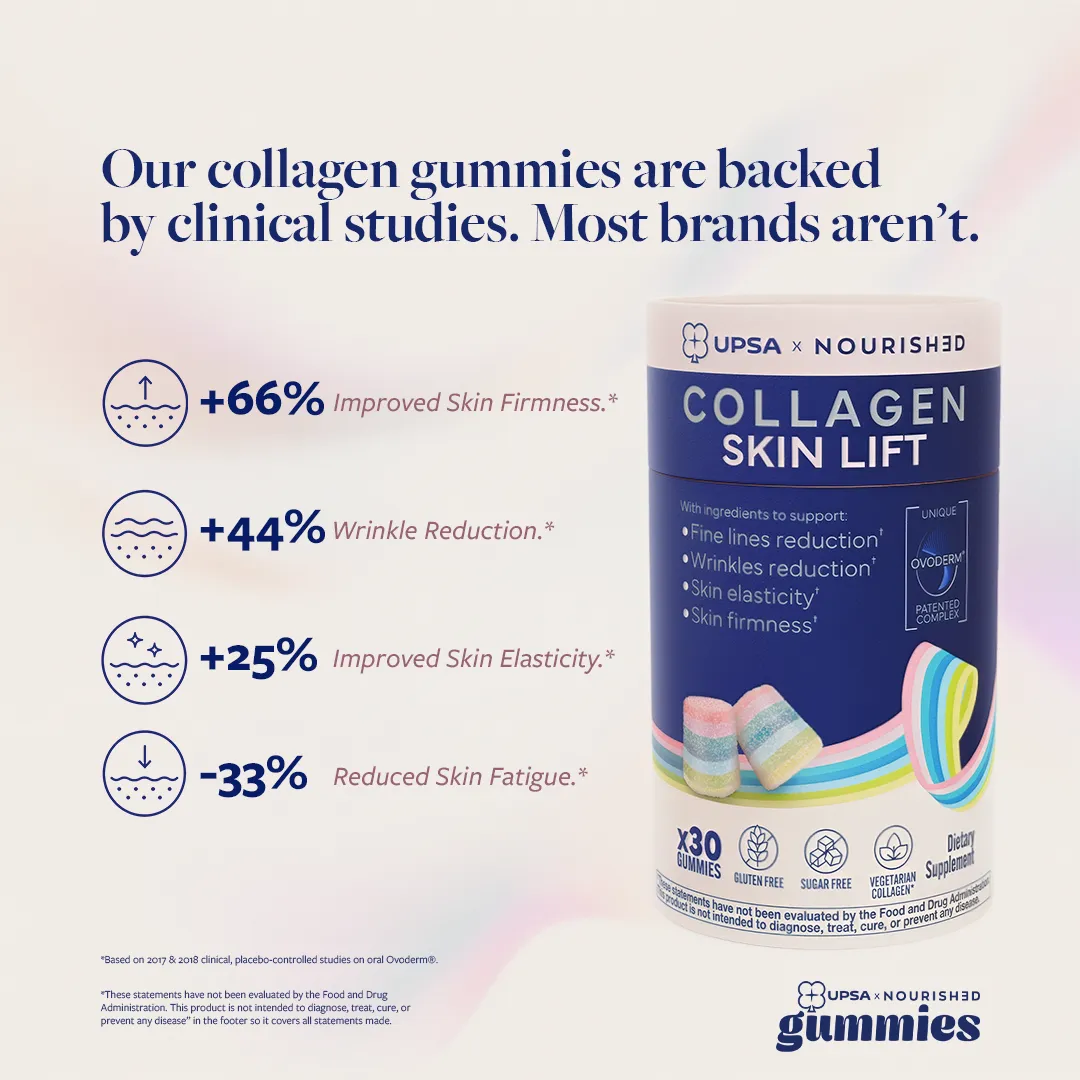 Our collagen gummies are backed
by clinical studies. Most brands aren't.
+66% Improved Skin Firmness.*
+44% Wrinkle Reduction.*
+25% Improved Skin Elasticity.*
-33% Reduced Skin Fatigue.*
UPSA x NOURISHƎD
COLLAGEN
SKIN LIFT
With ingredients to support:
•Fine lines reduction†
•Wrinkles reduction†
•Skin elasticity†
•Skin firmness†
UNIQUE
OVODERM®
PATENTED
COMPLEX
x30
GUMMIES
GLUTEN FREE
SUGAR FREE
VEGETARIAN
COLLAGEN*
Dietary
Supplement
These statements have not been evaluated by the Food and Drug Administration.
This product is not intended to diagnose, treat, cure, or prevent any disease.
*Based on 2017 & 2018 clinical, placebo-controlled studies on oral Ovoderm®.
*These statements have not been evaluated by the Food and Drug
Administration. This product is not intended to diagnose, treat, cure, or
prevent any disease" in the footer so it covers all statements made.
UPSA x NOURISHƎD
gummies